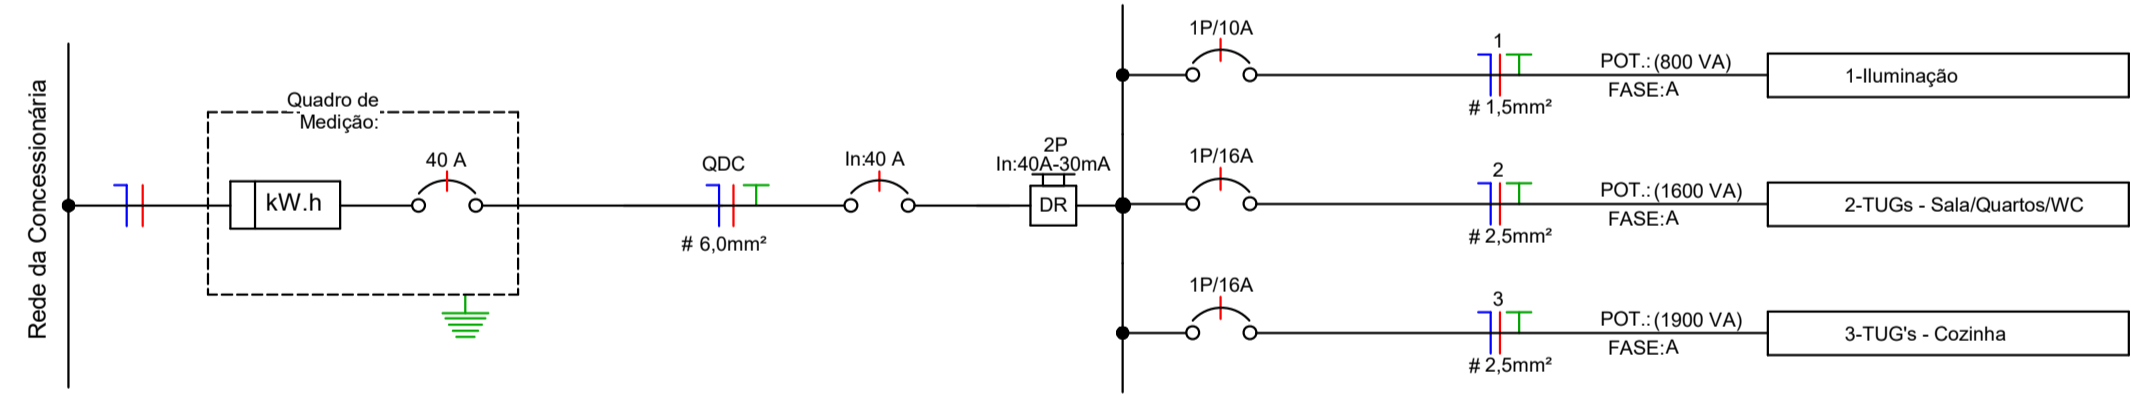 Rede da Concessionária
Quadro de
Medição:
kW.h
40 A
QDC
# 6,0mm²
In:40 A
2P
In:40A-30mA
DR
1P/10A
1
# 1,5mm²
POT.: (800 VA)
FASE:A
1-Iluminação
1P/16A
2
# 2,5mm²
POT.: (1600 VA)
FASE:A
2-TUGs - Sala/Quartos/WC
1P/16A
3
# 2,5mm²
POT.: (1900 VA)
FASE:A
3-TUG's - Cozinha